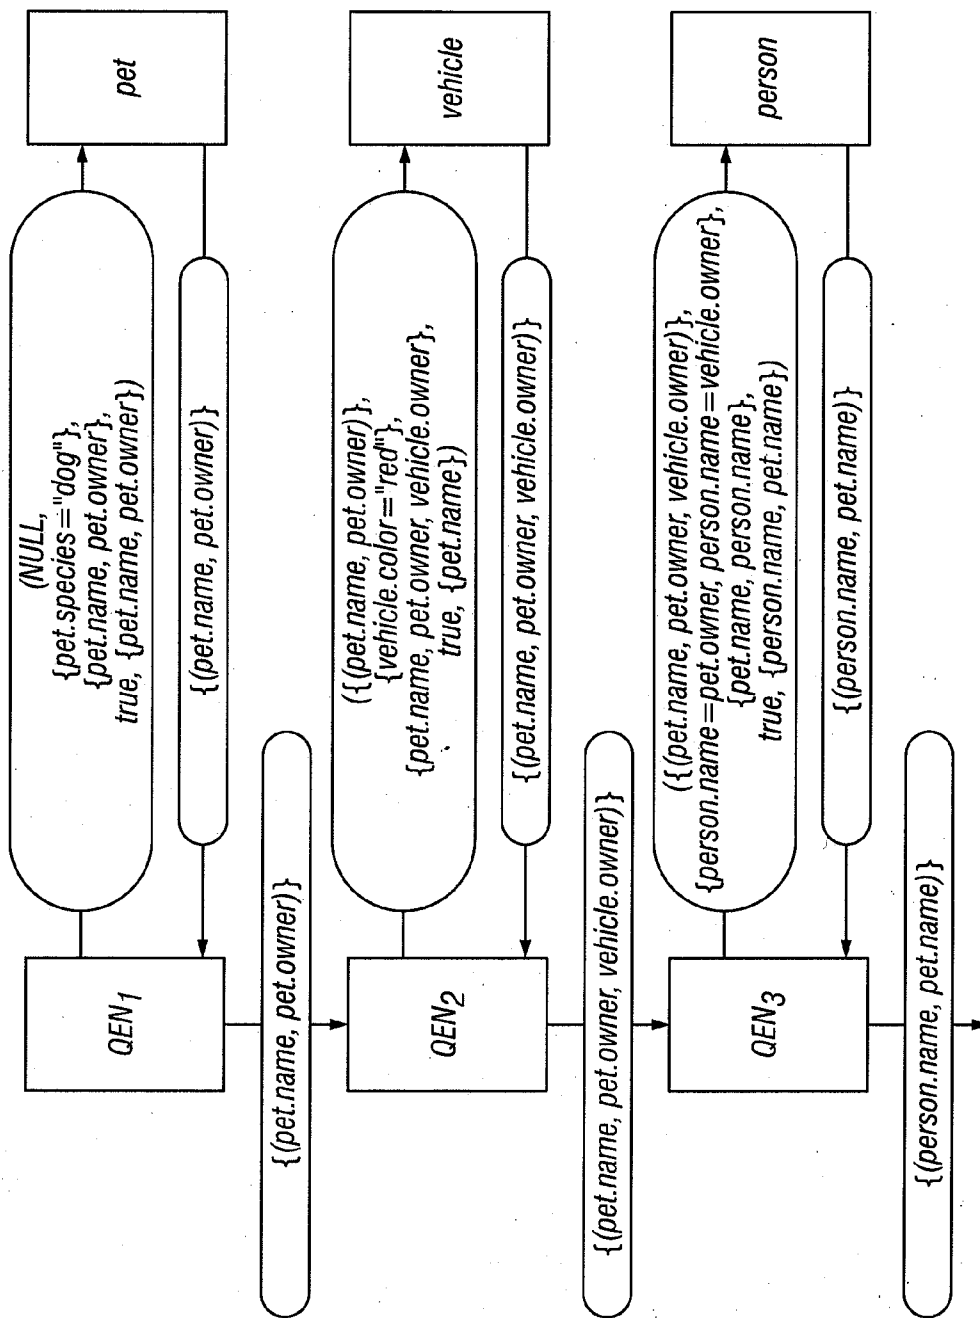 pet
(NULL,
{pet.species="dog"},
{pet.name, pet.owner},
true, {pet.name, pet.owner})
{(pet.name, pet.owner)}
QEN1
{(pet.name, pet.owner)}
vehicle
({(pet.name, pet.owner)},
{vehicle.color="red"},
{pet.name, pet.owner, vehicle.owner},
true, {pet.name})
{(pet.name, pet.owner, vehicle.owner)}
QEN2
{(pet.name, pet.owner, vehicle.owner)}
person
({(pet.name, pet.owner, vehicle.owner)},
{person.name=pet.owner, person.name=vehicle.owner},
{pet.name, person.name},
true, {person.name, pet.name})
{(person.name, pet.name)}
QEN3
{(person.name, pet.name)}